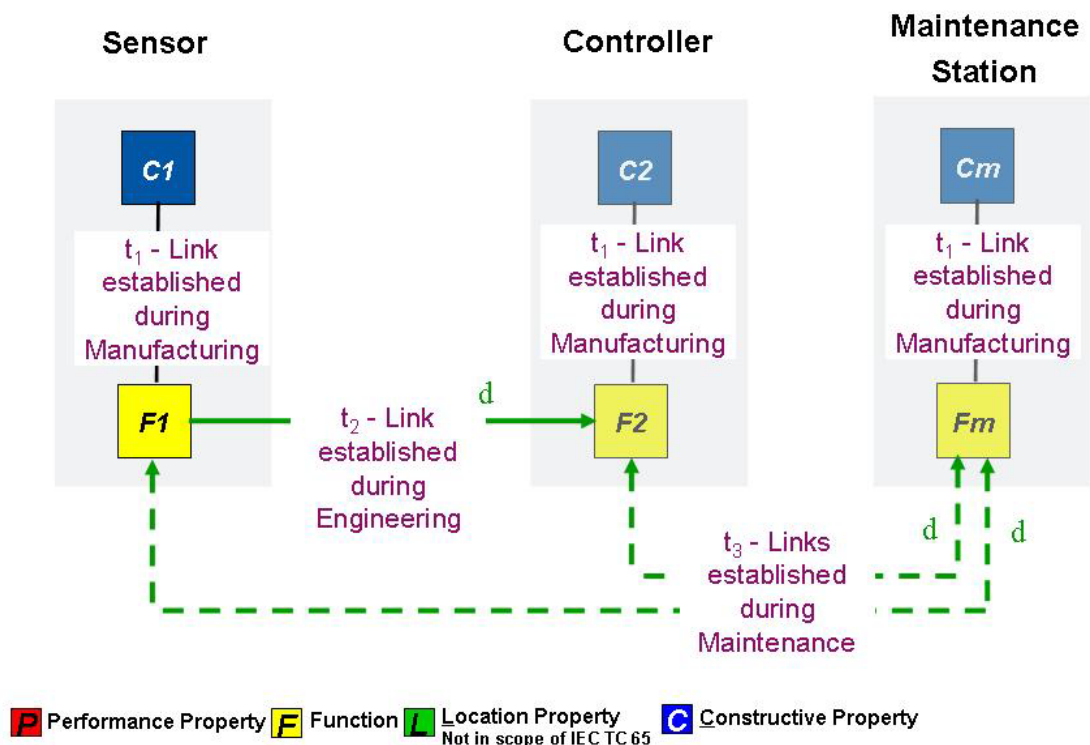 Sensor
Controller
Maintenance
Station
C1
C2
Cm
t₁ - Link
established
during
Manufacturing
t₁ - Link
established
during
Manufacturing
t₁ - Link
established
during
Manufacturing
F1
d
F2
Fm
t₂ - Link
established
during
Engineering
d
d
t₃ - Links
established
during
Maintenance
P Performance Property
F Function
L Location Property
Not in scope of IEC TC 65
C Constructive Property